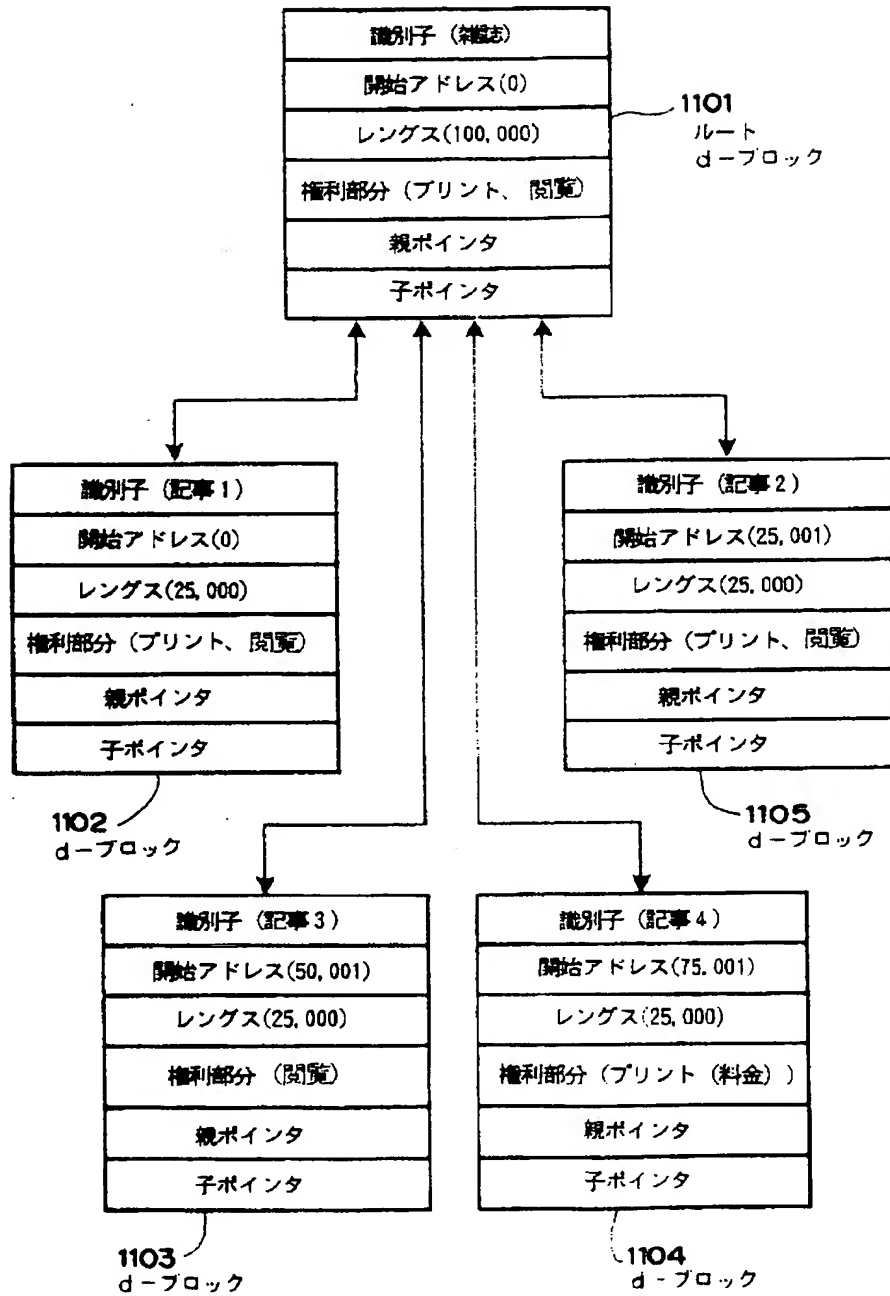 識別子 (雑誌)
開始アドレス(0)
レングス(100,000)
権利部分 (プリント、閲覧)
親ポインタ
子ポインタ
1101
ルート
d-ブロック
識別子 (記事1)
開始アドレス(0)
レングス(25,000)
権利部分 (プリント、閲覧)
親ポインタ
子ポインタ
1102
d-ブロック
識別子 (記事2)
開始アドレス(25,001)
レングス(25,000)
権利部分 (プリント、閲覧)
親ポインタ
子ポインタ
1105
d-ブロック
識別子 (記事3)
開始アドレス(50,001)
レングス(25,000)
権利部分 (閲覧)
親ポインタ
子ポインタ
1103
d-ブロック
識別子 (記事4)
開始アドレス(75.001)
レングス(25,000)
権利部分 (プリント (料金) )
親ポインタ
子ポインタ
1104
d-ブロック